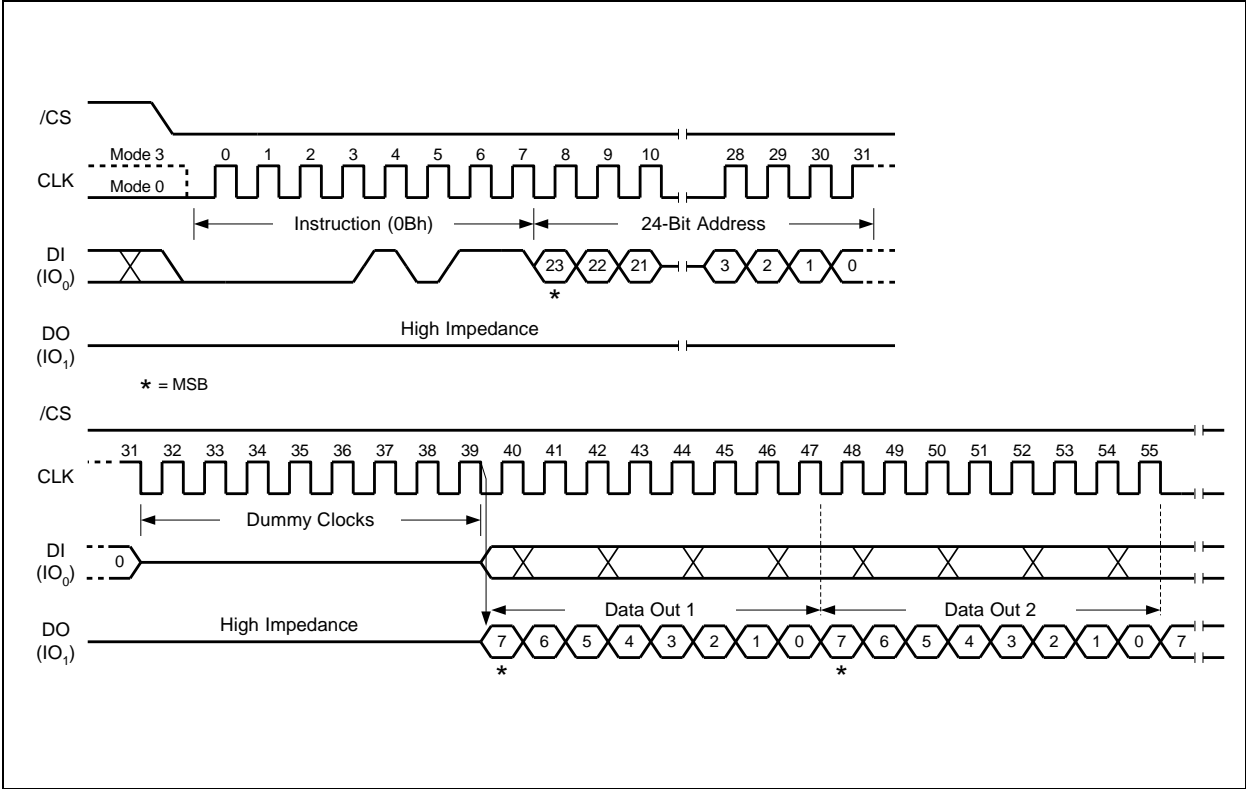 /CS
Mode 3 0 1 2 3 4 5 6 7 8 9 10 28 29 30 31
CLK
Mode 0
Instruction (0Bh) 24-Bit Address
DI
(IO0) 23 22 21 3 2 1 0
*
DO High Impedance
(IO1)
* = MSB
/CS
31 32 33 34 35 36 37 38 39 40 41 42 43 44 45 46 47 48 49 50 51 52 53 54 55
CLK
Dummy Clocks
DI
(IO0) 0
Data Out 1 Data Out 2
DO High Impedance
(IO1) 7 6 5 4 3 2 1 0 7 6 5 4 3 2 1 0 7
* *